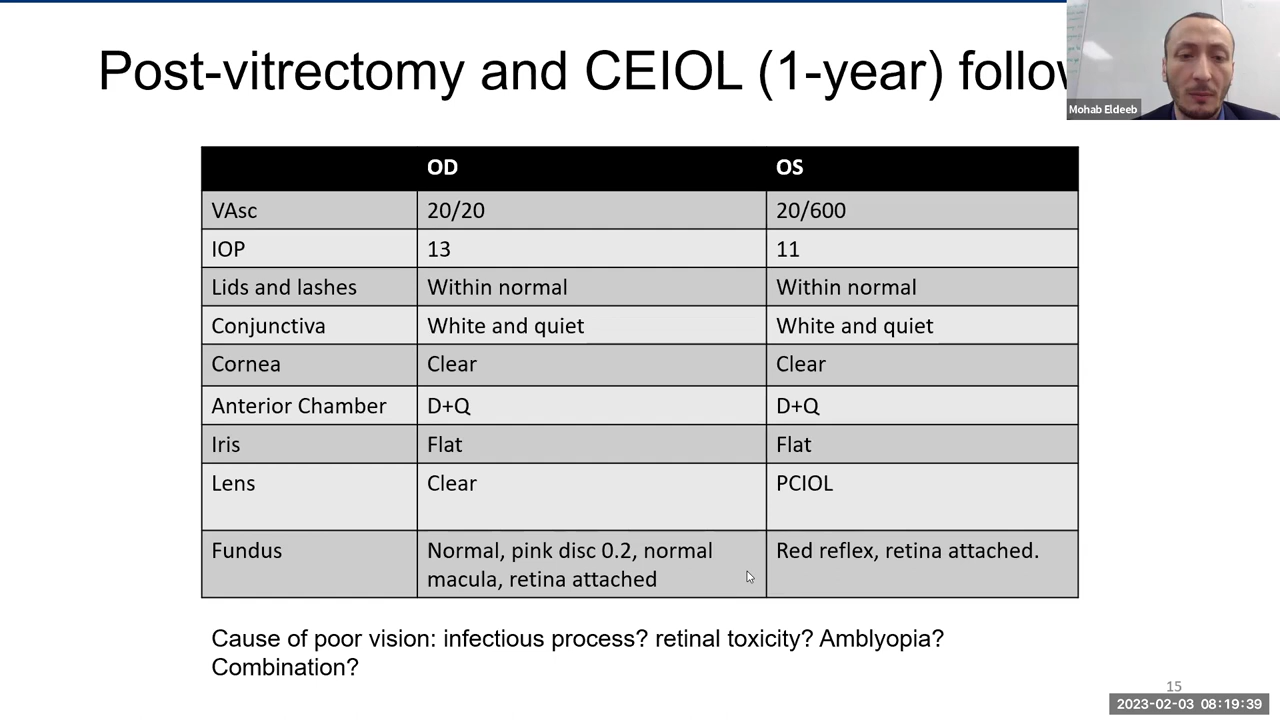 Post-vitrectomy and CEIOL (1-year)
Mohab Eldeeb
OD OS
VAsc 20/20 20/600
IOP 13 11
Lids and lashes Within normal Within normal
Conjunctiva White and quiet White and quiet
Cornea Clear Clear
Anterior Chamber D+Q D+Q
Iris Flat Flat
Lens Clear PCIOL
Fundus Normal, pink disc 0.2, normal Red reflex, retina attached.
macula, retina attached
Cause of poor vision: infectious process? retinal toxicity? Amblyopia?
Combination?
15
2023-02-03 08:19:39